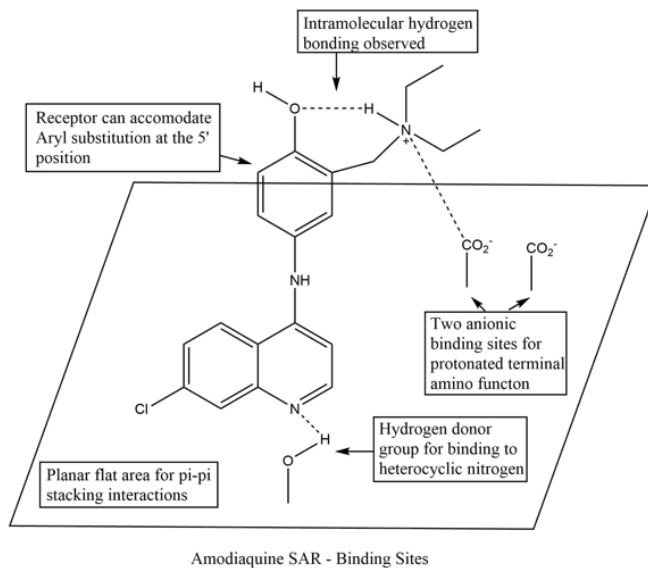 Intramolecular hydrogen
bonding observed
H
O
H
N
+
Receptor can accomodate
Aryl substitution at the 5'
position
CO2-
CO2-
NH
Two anionic
binding sites for
protonated terminal
amino functon
Cl
N
H
O
Hydrogen donor
group for binding to
heterocyclic nitrogen
Planar flat area for pi-pi
stacking interactions
Amodiaquine SAR - Binding Sites